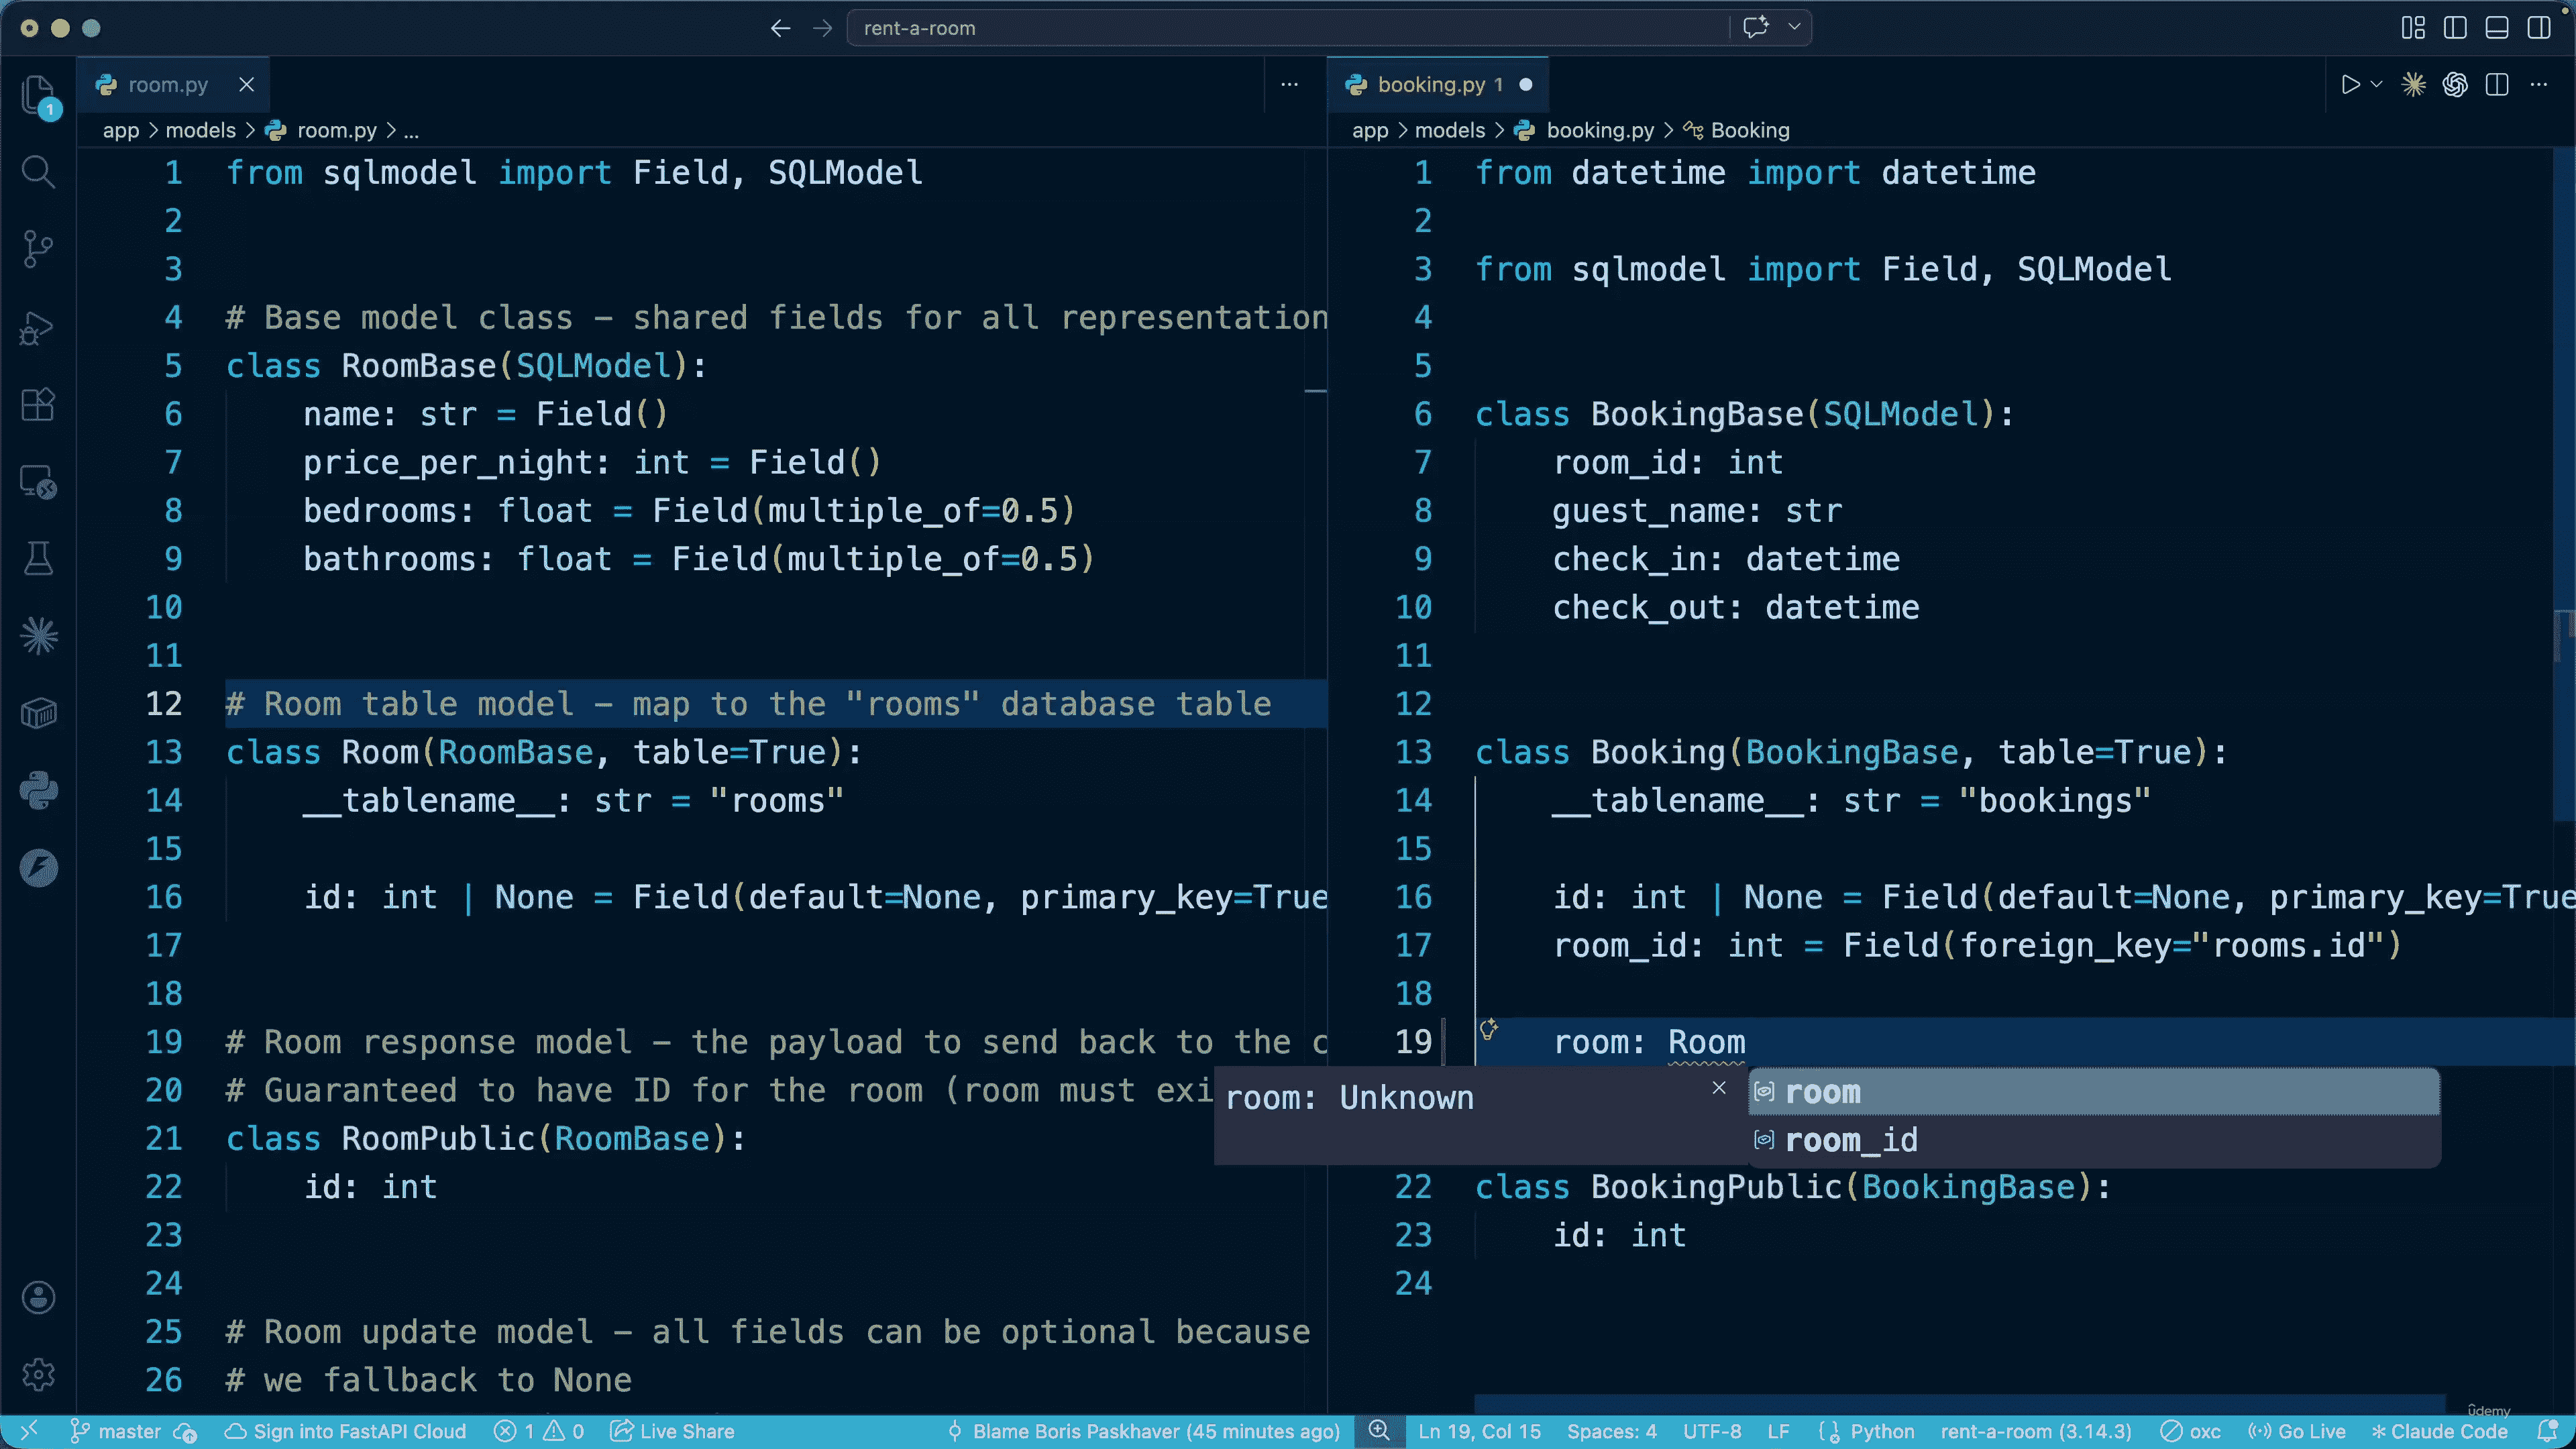 rent-a-room
room.py
booking.py 1
1
app > models > room.py > ...
app > models > booking.py > Booking
1 from sqlmodel import Field, SQLModel
2
3
4 # Base model class – shared fields for all representation
5 class RoomBase(SQLModel):
6 name: str = Field()
7 price_per_night: int = Field()
8 bedrooms: float = Field(multiple_of=0.5)
9 bathrooms: float = Field(multiple_of=0.5)
10
11
12 # Room table model – map to the "rooms" database table
13 class Room(RoomBase, table=True):
14 __tablename__: str = "rooms"
15
16 id: int | None = Field(default=None, primary_key=True
17
18
19 # Room response model – the payload to send back to the c
20 # Guaranteed to have ID for the room (room must exi
21 class RoomPublic(RoomBase):
22 id: int
23
24
25 # Room update model – all fields can be optional because
26 # we fallback to None
1 from datetime import datetime
2
3 from sqlmodel import Field, SQLModel
4
5
6 class BookingBase(SQLModel):
7 room_id: int
8 guest_name: str
9 check_in: datetime
10 check_out: datetime
11
12
13 class Booking(BookingBase, table=True):
14 __tablename__: str = "bookings"
15
16 id: int | None = Field(default=None, primary_key=True
17 room_id: int = Field(foreign_key="rooms.id")
18
19 room: Room
room: Unknown
room
room_id
22 class BookingPublic(BookingBase):
23 id: int
24
udemy
master Sign into FastAPI Cloud 1 0 Live Share Blame Boris Paskhaver (45 minutes ago) Ln 19, Col 15 Spaces: 4 UTF-8 LF Python rent-a-room (3.14.3) oxc Go Live Claude Code